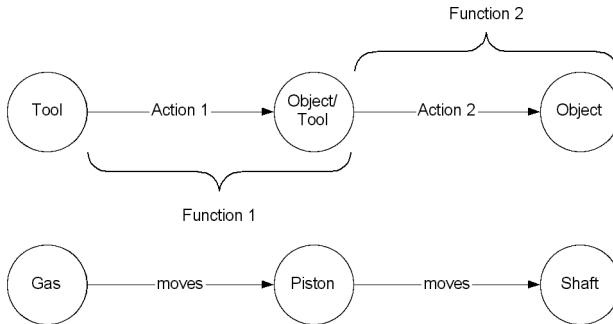 Function 2
Tool
Action 1
Object/
Tool
Action 2
Object
Function 1
Gas
moves
Piston
moves
Shaft